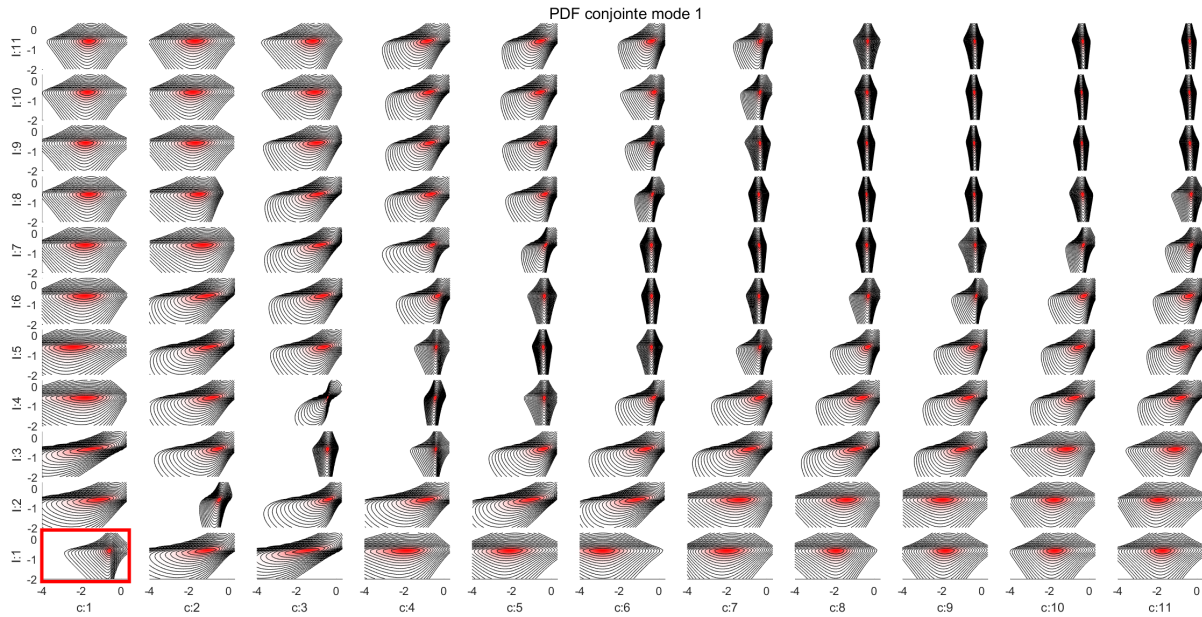 PDF conjointe mode 1
l:11 0 -1 -2
l:10 0 -1 -2
l:9 0 -1 -2
l:8 0 -1 -2
l:7 0 -1 -2
l:6 0 -1 -2
l:5 0 -1 -2
l:4 0 -1 -2
l:3 0 -1 -2
l:2 0 -1 -2
l:1 0 -1 -2
-4 -2 0 -4 -2 0 -4 -2 0 -4 -2 0 -4 -2 0 -4 -2 0 -4 -2 0 -4 -2 0 -4 -2 0 -4 -2 0 -4 -2 0
c:1 c:2 c:3 c:4 c:5 c:6 c:7 c:8 c:9 c:10 c:11